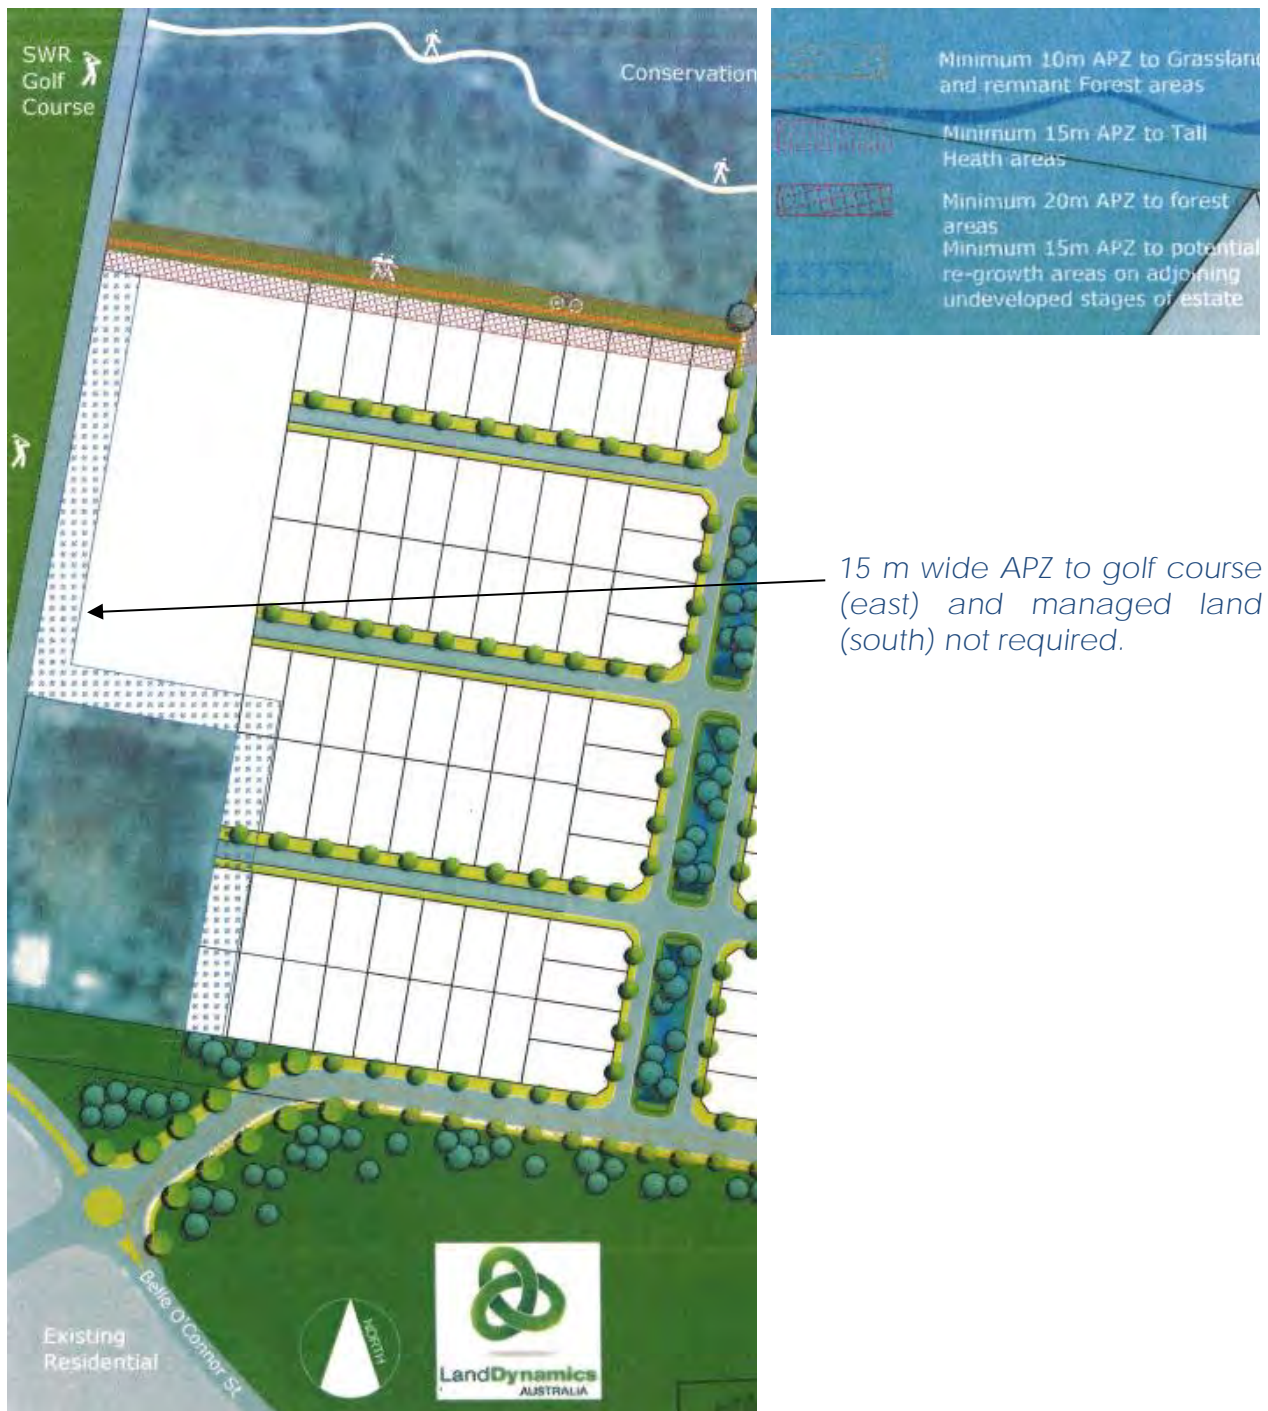 SWR
Golf
Course
Conservation
Minimum 10m APZ to Grassland
and remnant Forest areas
Minimum 15m APZ to Tall
Heath areas
Minimum 20m APZ to forest
areas
Minimum 15m APZ to potential
re-growth areas on adjoining
undeveloped stages of estate
15 m wide APZ to golf course
(east) and managed land
(south) not required.
Belle O'Connor St
Existing
Residential
NORTH
LandDynamics
AUSTRALIA